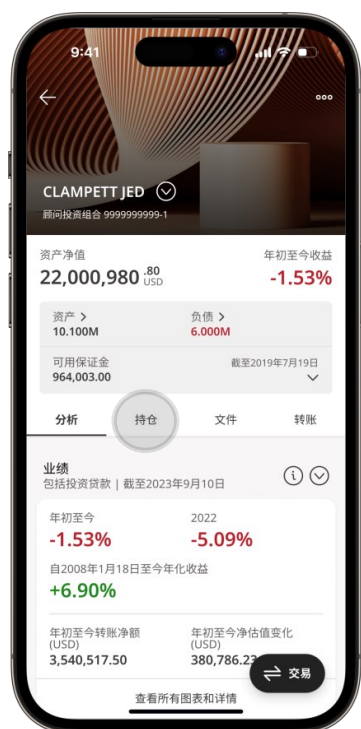 9:41
CLAMPETT JED
顾问投资组合 9999999999-1
资产净值
年初至今收益
22,000,980 .80 USD
-1.53%
资产 >
负债 >
10.100M
6.000M
可用保证金
截至2019年7月19日
964,003.00
分析
持仓
文件
转账
业绩
包括投资贷款 | 截至2023年9月10日
年初至今
2022
-1.53%
-5.09%
自2008年1月18日至今年化收益
+6.90%
年初至今转账净额
(USD)
年初至今净估值变化
(USD)
3,540,517.50
380,786.23
交易
查看所有图表和详情